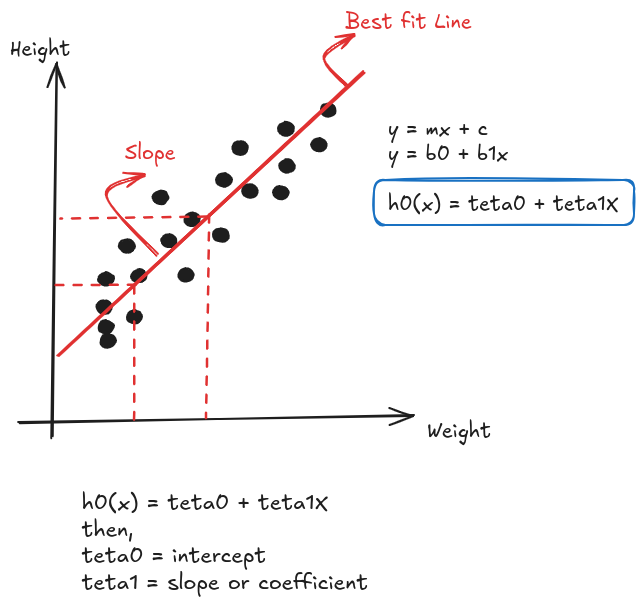 Best fit Line
Height
y = mx + c
y = b0 + b1x
Slope
h0(x) = teta0 + teta1x
Weight
h0(x) = teta0 + teta1x
then,
teta0 = intercept
teta1 = slope or coefficient